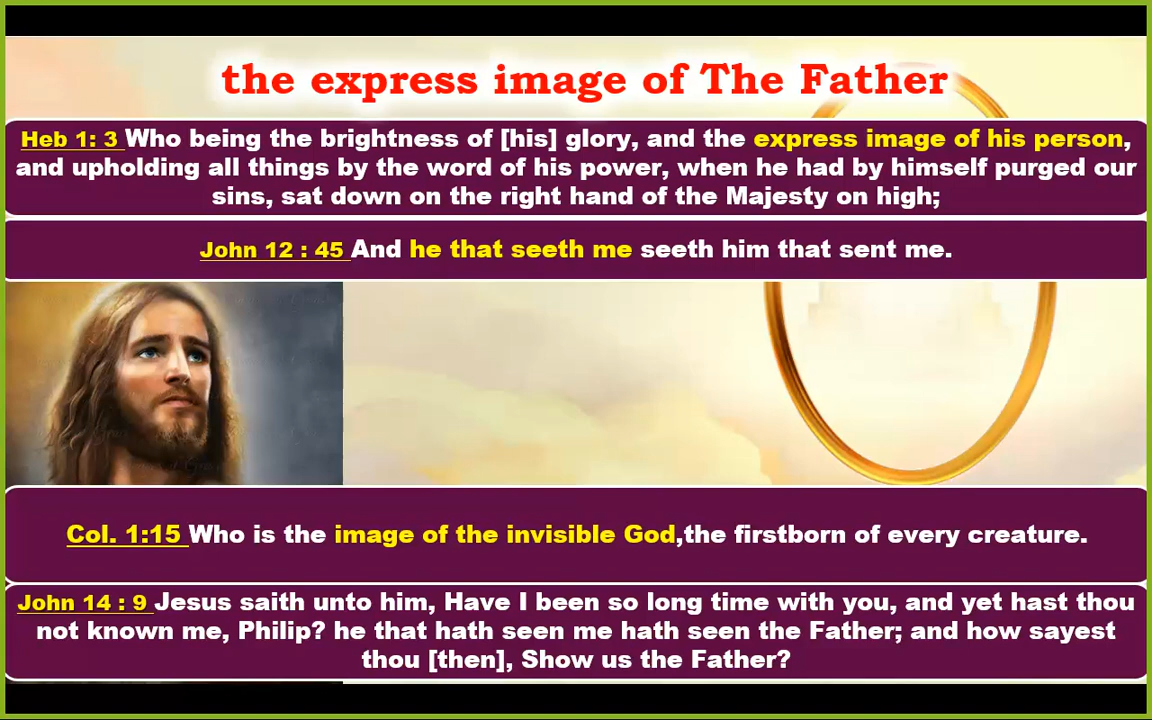 the express image of The Father
Heb 1: 3 Who being the brightness of [his] glory, and the express image of his person,
and upholding all things by the word of his power, when he had by himself purged our
sins, sat down on the right hand of the Majesty on high;
John 12 : 45 And he that seeth me seeth him that sent me.
Col. 1:15 Who is the image of the invisible God,the firstborn of every creature.
John 14 : 9 Jesus saith unto him, Have I been so long time with you, and yet hast thou
not known me, Philip? he that hath seen me hath seen the Father; and how sayest
thou [then], Show us the Father?